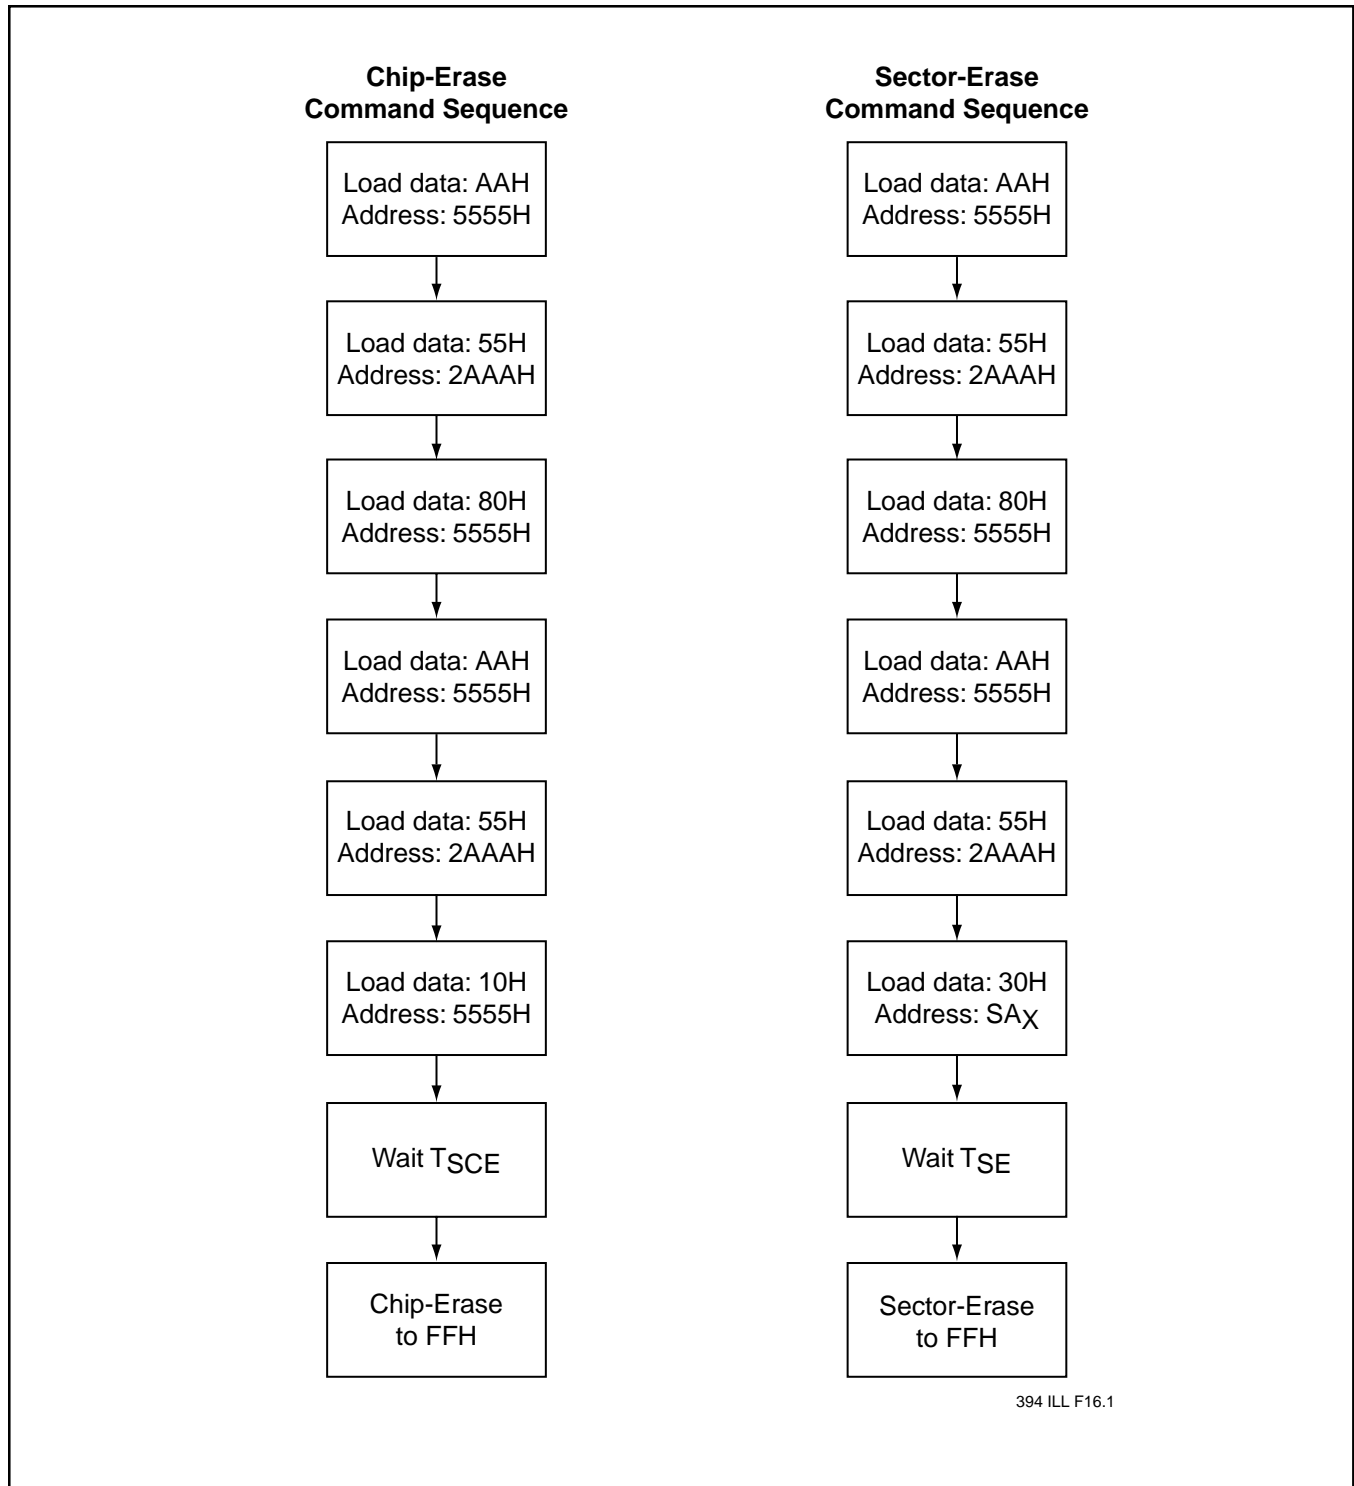 Chip-Erase
Command Sequence
Load data: AAH
Address: 5555H
Load data: 55H
Address: 2AAAH
Load data: 80H
Address: 5555H
Load data: AAH
Address: 5555H
Load data: 55H
Address: 2AAAH
Load data: 10H
Address: 5555H
Wait TSCE
Chip-Erase
to FFH
Sector-Erase
Command Sequence
Load data: AAH
Address: 5555H
Load data: 55H
Address: 2AAAH
Load data: 80H
Address: 5555H
Load data: AAH
Address: 5555H
Load data: 55H
Address: 2AAAH
Load data: 30H
Address: SAX
Wait TSE
Sector-Erase
to FFH
394 ILL F16.1